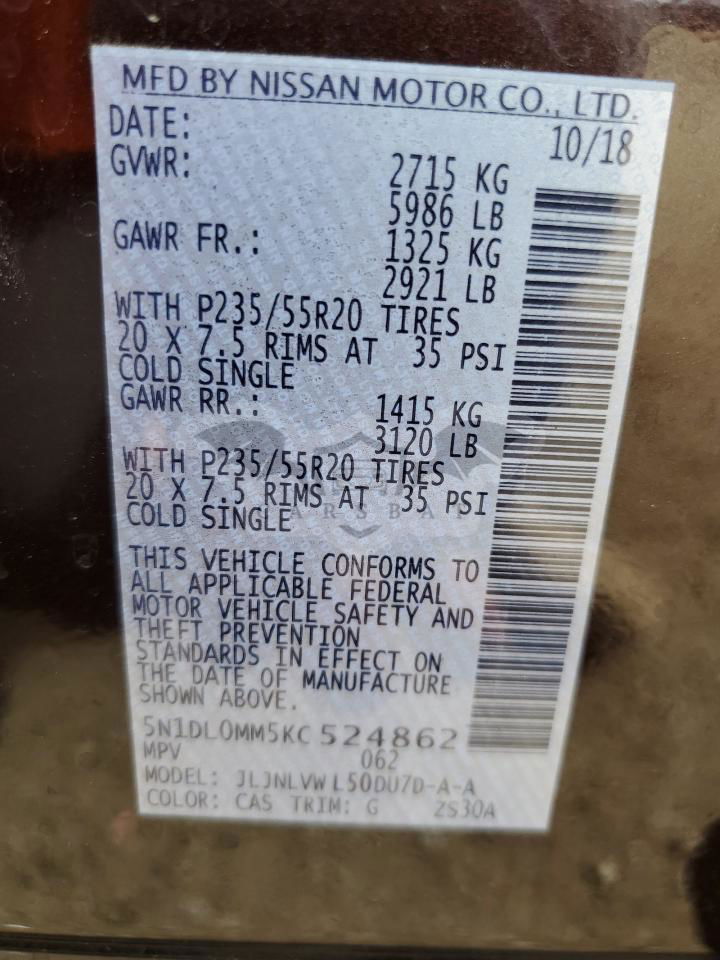 MFD BY NISSAN MOTOR CO., LTD.
DATE: 10/18
GVWR: 2715 KG
5986 LB
GAWR FR.: 1325 KG
2921 LB
WITH P235/55R20 TIRES
20 X 7.5 RIMS AT 35 PSI
COLD SINGLE
GAWR RR.: 1415 KG
3120 LB
WITH P235/55R20 TIRES
20 X 7.5 RIMS AT 35 PSI
COLD SINGLE
THIS VEHICLE CONFORMS TO
ALL APPLICABLE FEDERAL
MOTOR VEHICLE SAFETY AND
THEFT PREVENTION
STANDARDS IN EFFECT ON
THE DATE OF MANUFACTURE
SHOWN ABOVE.
5N1DL0MM5KC 524862
MPV 062
MODEL: JLJNLVW L50DU7D-A-A
COLOR: CAS TRIM: G 2S30A